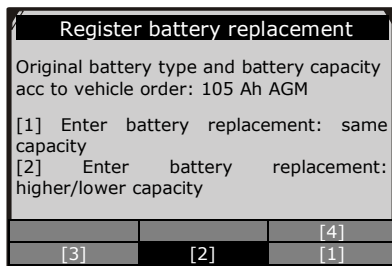 Register battery replacement
Original battery type and battery capacity
acc to vehicle order: 105 Ah AGM
[1] Enter battery replacement: same
capacity
[2] Enter battery replacement:
higher/lower capacity
[4]
[3] [2] [1]